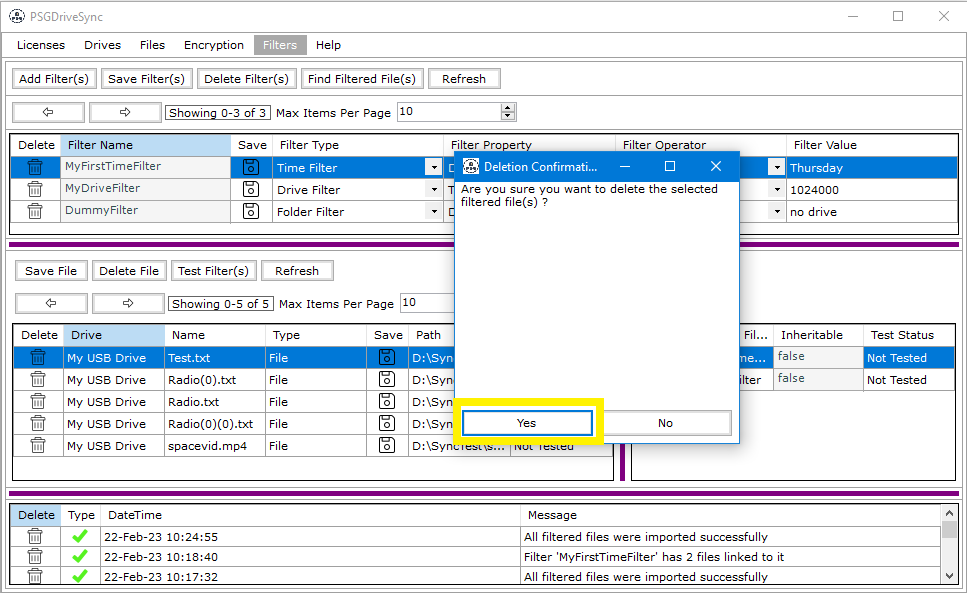 PSGDriveSync
Licenses Drives Files Encryption Filters Help
Add Filter(s) Save Filter(s) Delete Filter(s) Find Filtered File(s) Refresh
Showing 0-3 of 3 Max Items Per Page 10
Delete Filter Name Save Filter Type Filter Property Filter Operator Filter Value
MyFirstTimeFilter Time Filter Thursday
MyDriveFilter Drive Filter 1024000
DummyFilter Folder Filter no drive
Deletion Confirmati...
Are you sure you want to delete the selected
filtered file(s) ?
Yes No
Save File Delete File Test Filter(s) Refresh
Showing 0-5 of 5 Max Items Per Page 10
Delete Drive Name Type Save Path
My USB Drive Test.txt File D:\Syn
My USB Drive Radio(0).txt File D:\Syn
My USB Drive Radio.txt File D:\Syn
My USB Drive Radio(0)(0).txt File D:\Syn
My USB Drive spacevid.mp4 File D:\SyncTest\s... Not Tested
Fil... Inheritable Test Status
me... false Not Tested
ilter false Not Tested
Delete Type DateTime Message
22-Feb-23 10:24:55 All filtered files were imported successfully
22-Feb-23 10:18:40 Filter 'MyFirstTimeFilter' has 2 files linked to it
22-Feb-23 10:17:32 All filtered files were imported successfully